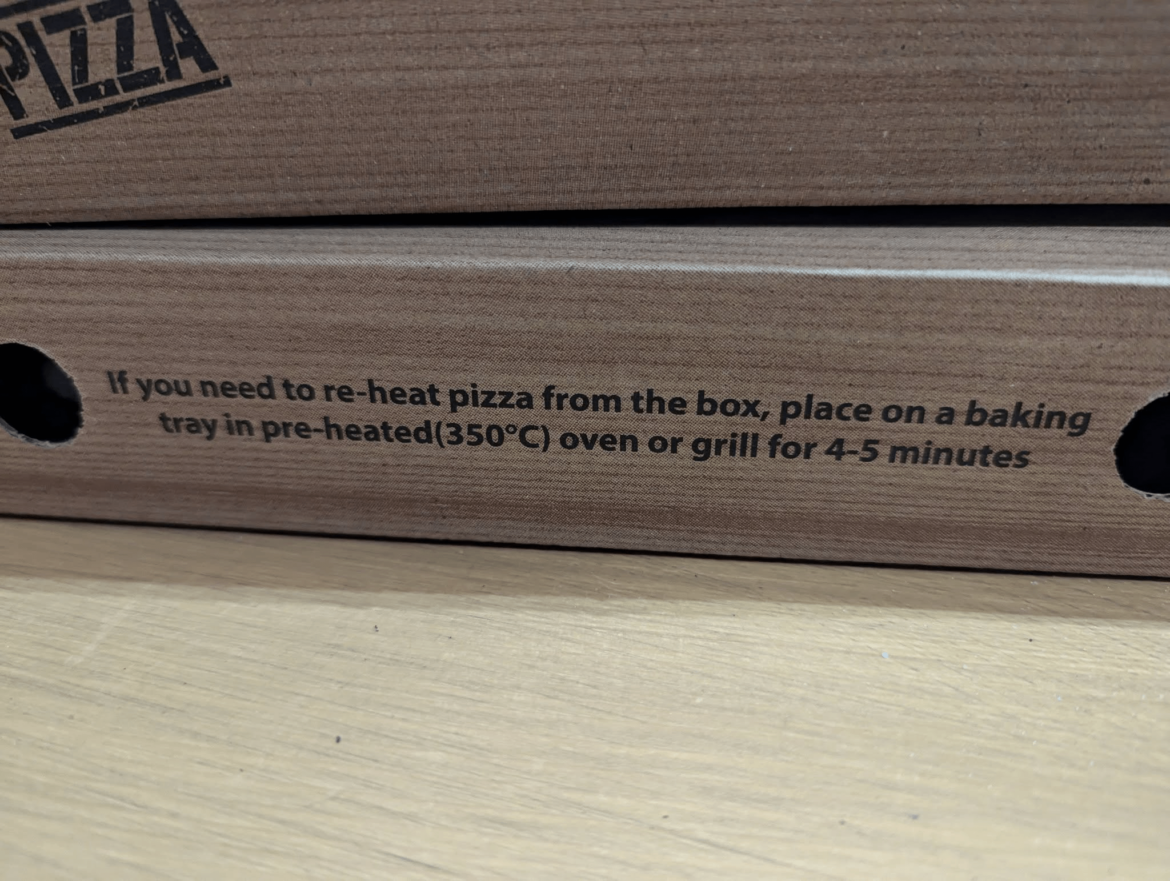 PIZZA
If you need to re-heat pizza from the box, place on a baking
tray in pre-heated(350°C) oven or grill for 4-5 minutes